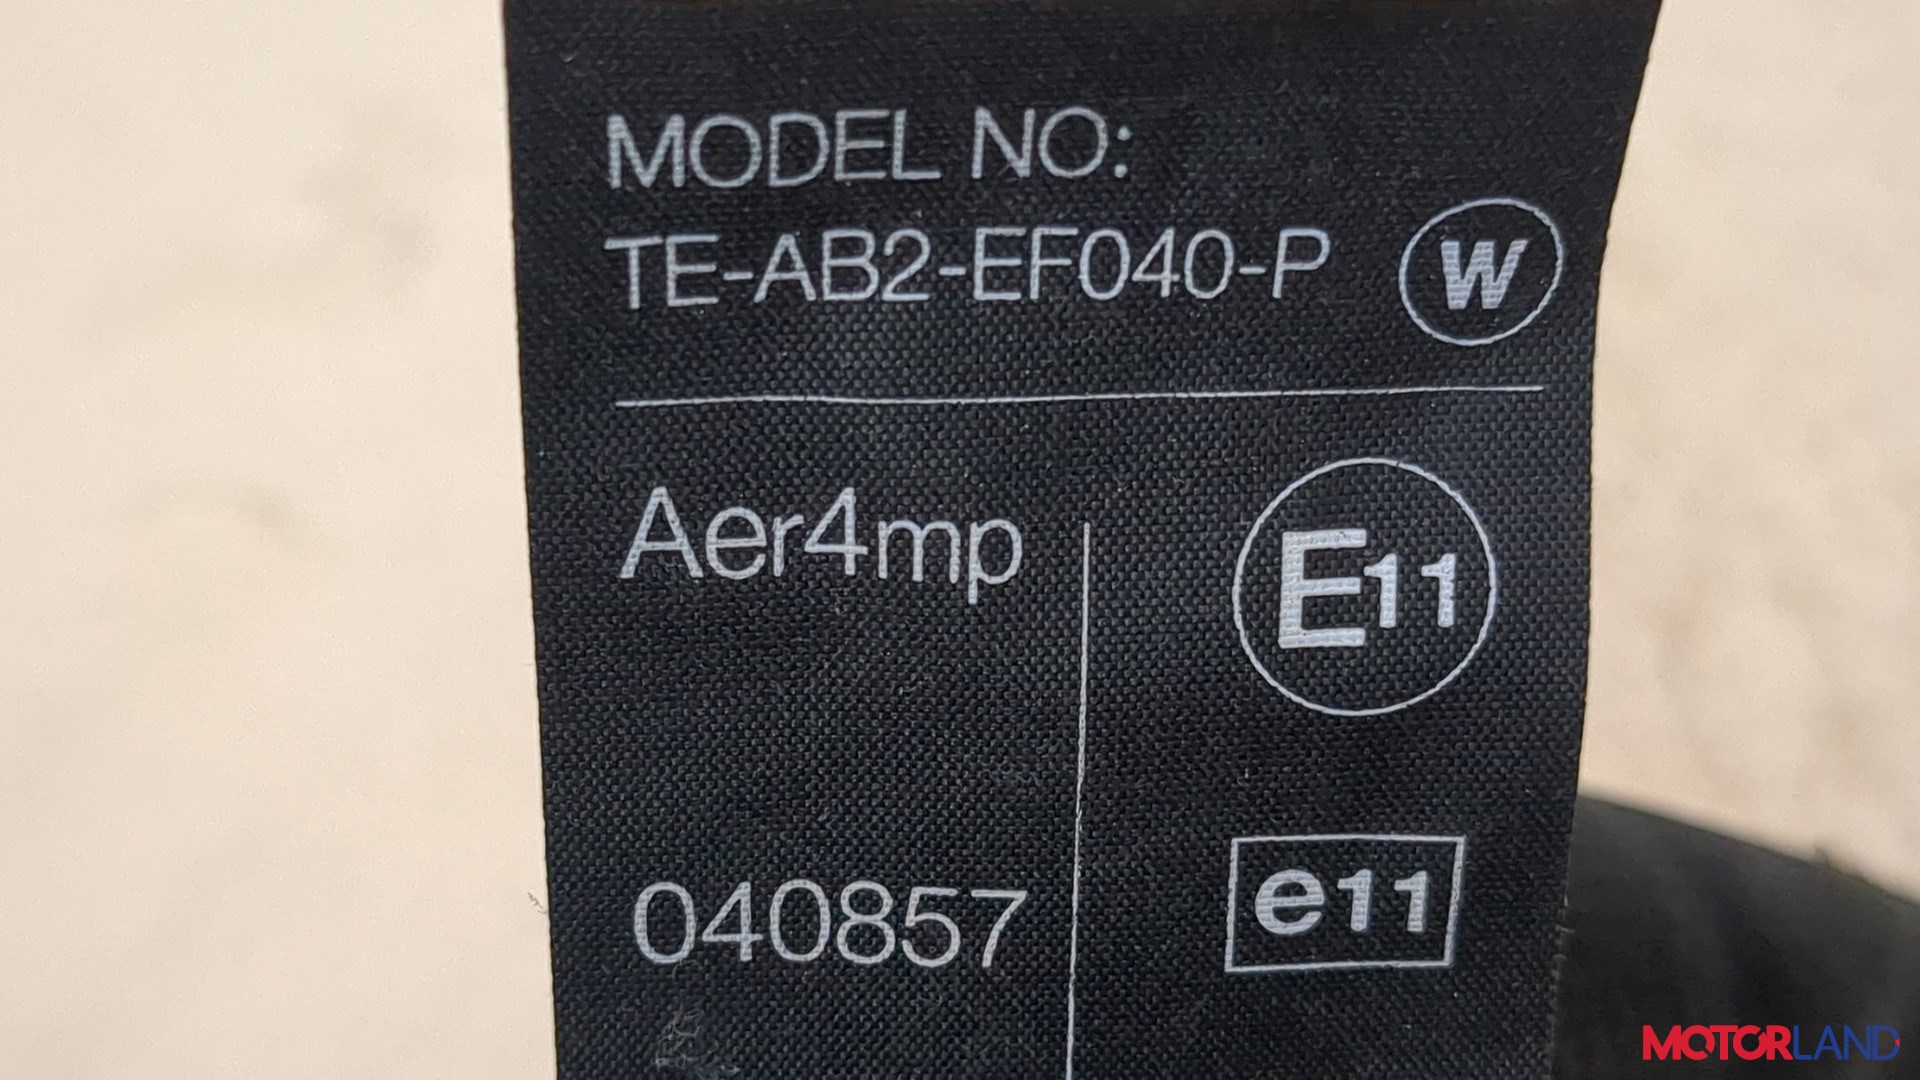 MODEL NO:
TE-AB2-EF040-P W
Aer4mp
E11
040857
e11
MOTORLAND